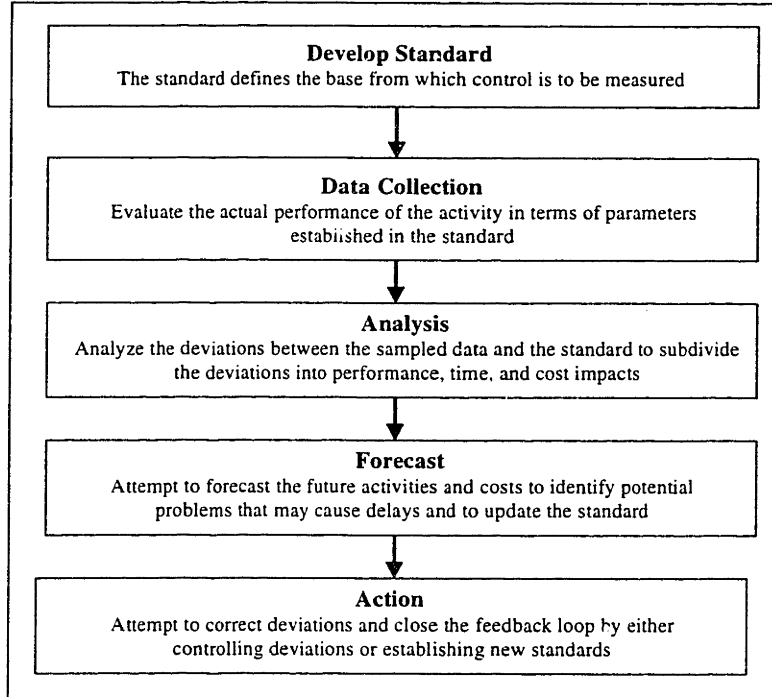 Develop Standard
The standard defines the base from which control is to be measured
Data Collection
Evaluate the actual performance of the activity in terms of parameters
established in the standard
Analysis
Analyze the deviations between the sampled data and the standard to subdivide
the deviations into performance, time, and cost impacts
Forecast
Attempt to forecast the future activities and costs to identify potential
problems that may cause delays and to update the standard
Action
Attempt to correct deviations and close the feedback loop by either
controlling deviations or establishing new standards